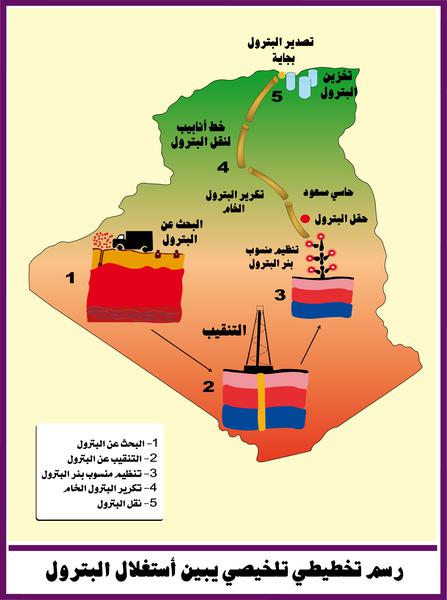 تصدير البترول
بجاية
تخزين
البترول
5
خط أنابيب
لنقل البترول
4
تكرير البترول
الخام
حاسي سعود
حقل البترول
البحث عن
البترول
تنظيم منسوب
بئر البترول
1
3
التنقيب
2
1- البحث عن البترول
2- التنقيب عن البترول
3- تنظيم منسوب بئر البترول
4- تكرير البترول الخام
5- نقل البترول
رسم تخطيطي تلخيصي يبين أستغلال البترول